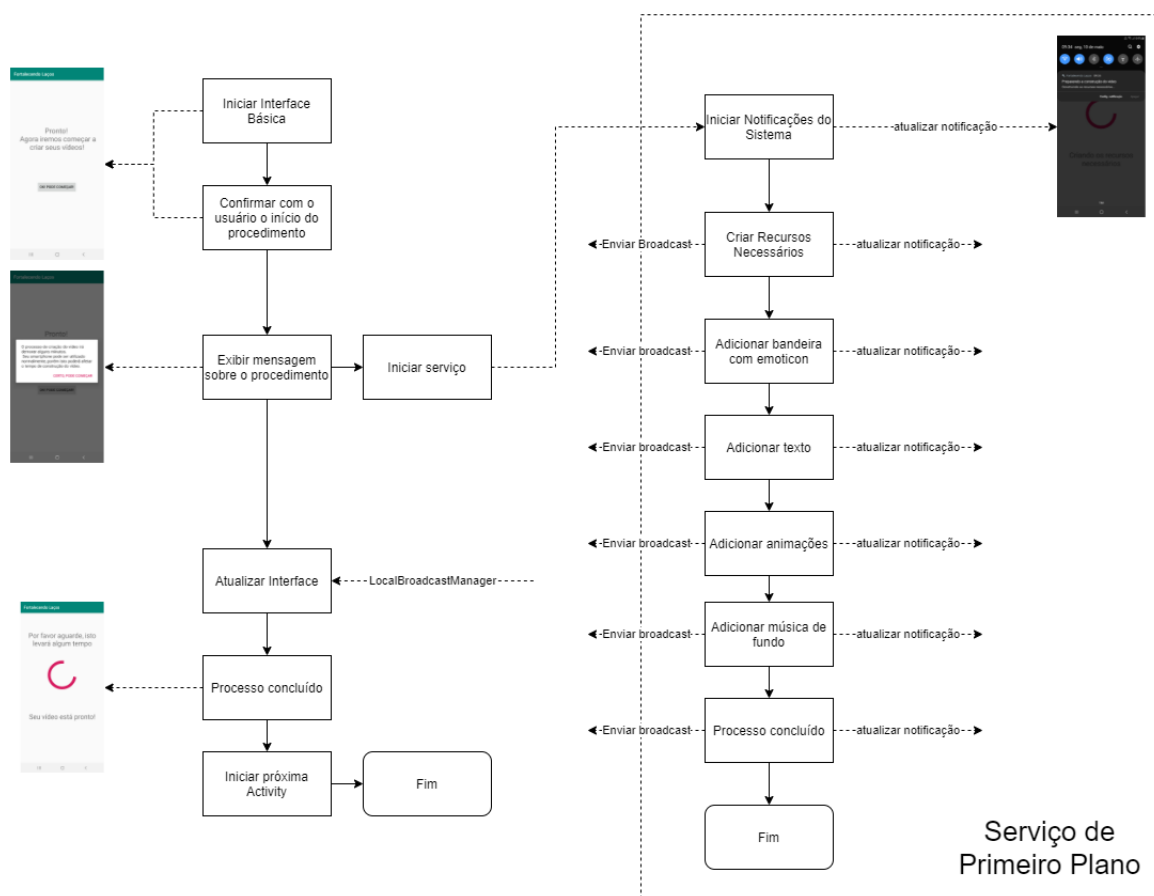 Fortalecendo Laços
Pronto!
Agora iremos começar a
criar seus vídeos!
Iniciar Interface
Básica
Confirmar com o
usuário o início do
procedimento
Fortalecendo Laços
Pronto!
Exibir mensagem
sobre o procedimento
Iniciar serviço
Atualizar Interface
LocalBroadcastManager
Fortalecendo Laços
Por favor aguarde, isto
levará algum tempo
Seu vídeo está pronto!
Processo concluído
Iniciar próxima
Activity
Fim
Iniciar Notificações do
Sistema
atualizar notificação
Enviar Broadcast
Criar Recursos
Necessários
atualizar notificação
Enviar broadcast
Adicionar bandeira
com emoticon
atualizar notificação
Enviar broadcast
Adicionar texto
atualizar notificação
Enviar broadcast
Adicionar animações
atualizar notificação
Enviar broadcast
Adicionar música de
fundo
atualizar notificação
Enviar broadcast
Processo concluído
atualizar notificação
Fim
Serviço de
Primeiro Plano